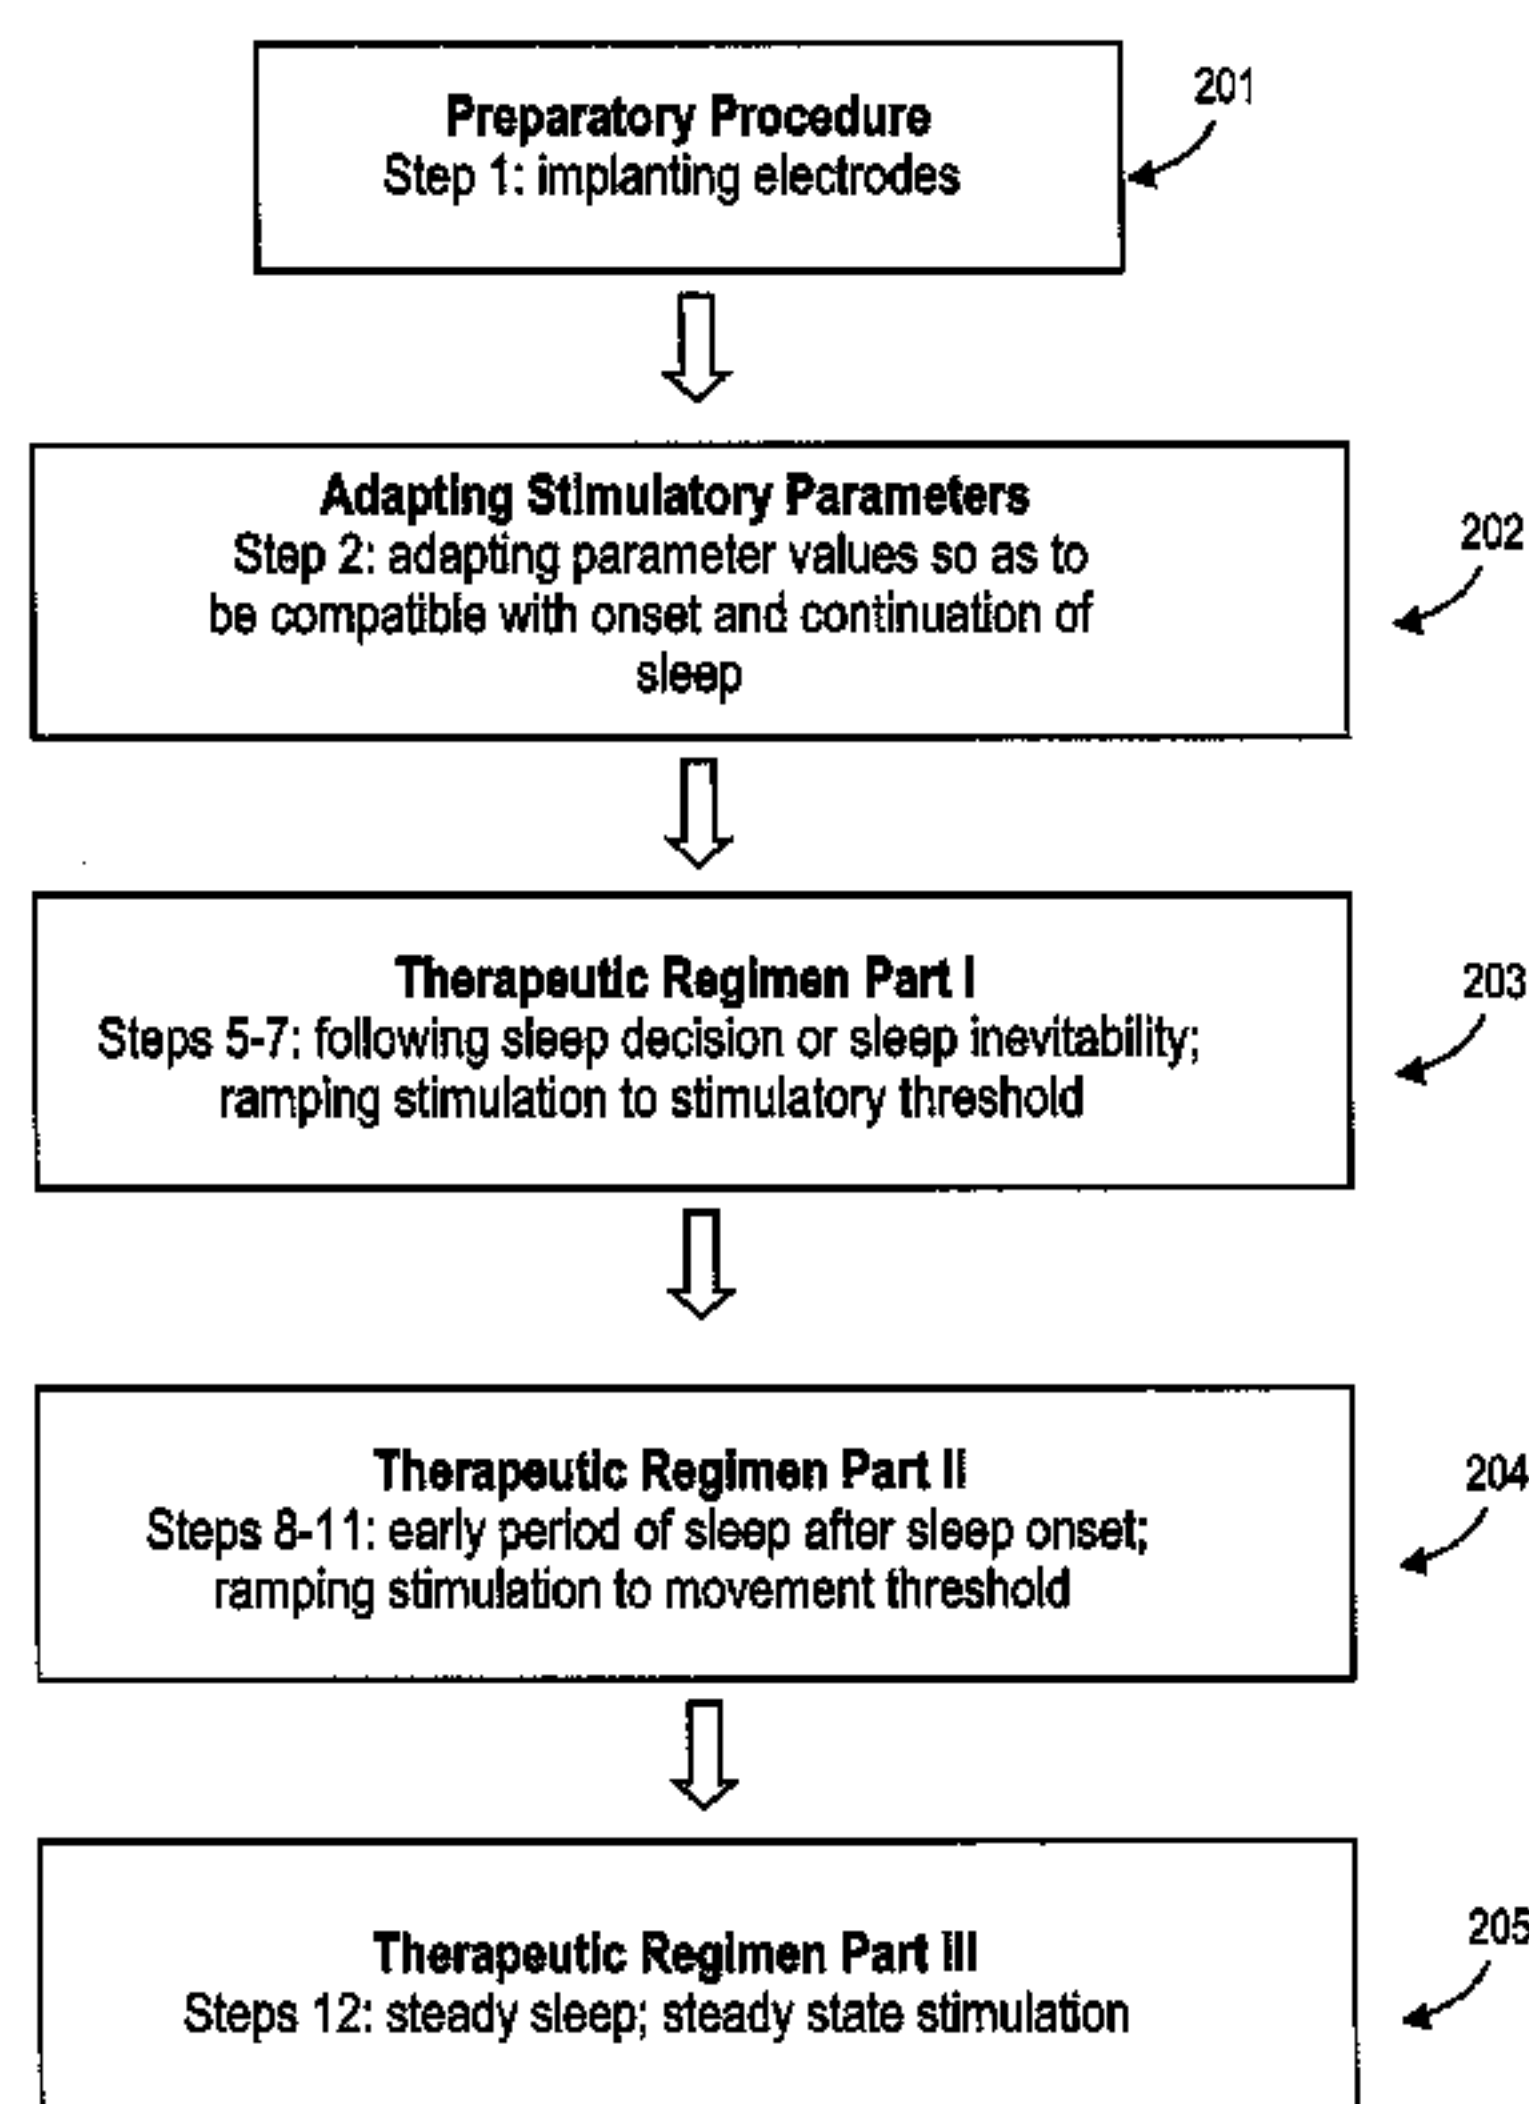 Preparatory Procedure
Step 1: implanting electrodes
201
Adapting Stimulatory Parameters
Step 2: adapting parameter values so as to
be compatible with onset and continuation of
sleep
202
Therapeutic Regimen Part I
Steps 5-7: following sleep decision or sleep inevitability;
ramping stimulation to stimulatory threshold
203
Therapeutic Regimen Part II
Steps 8-11: early period of sleep after sleep onset;
ramping stimulation to movement threshold
204
Therapeutic Regimen Part III
Steps 12: steady sleep; steady state stimulation
205